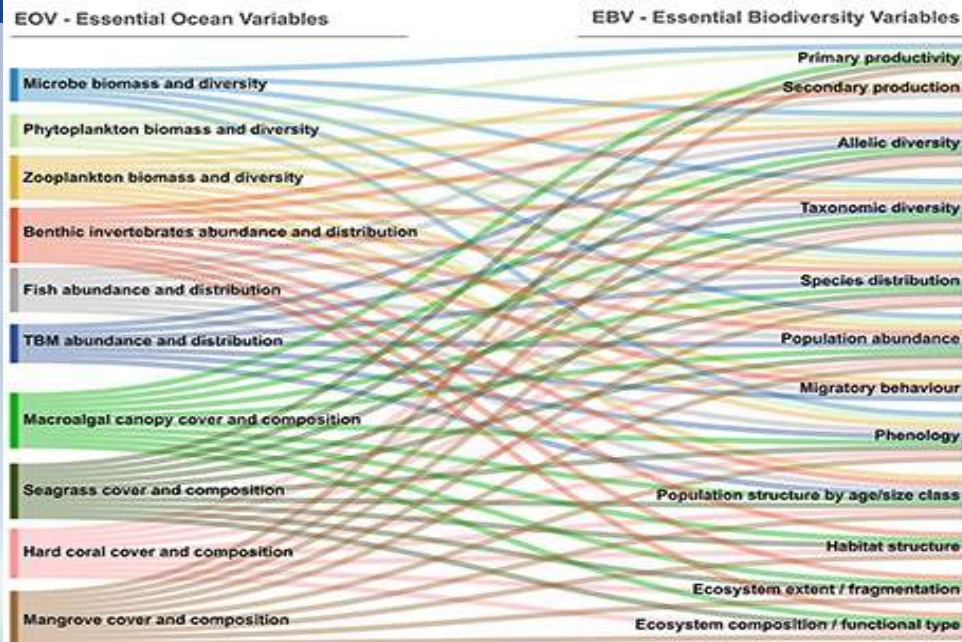 EOV - Essential Ocean Variables
EBV - Essential Biodiversity Variables
Microbe biomass and diversity
Phytoplankton biomass and diversity
Zooplankton biomass and diversity
Benthic invertebrates abundance and distribution
Fish abundance and distribution
TBM abundance and distribution
Macroalgal canopy cover and composition
Seagrass cover and composition
Hard coral cover and composition
Mangrove cover and composition
Primary productivity
Secondary production
Allelic diversity
Taxonomic diversity
Species distribution
Population abundance
Migratory behaviour
Phenology
Population structure by age/size class
Habitat structure
Ecosystem extent / fragmentation
Ecosystem composition / functional type